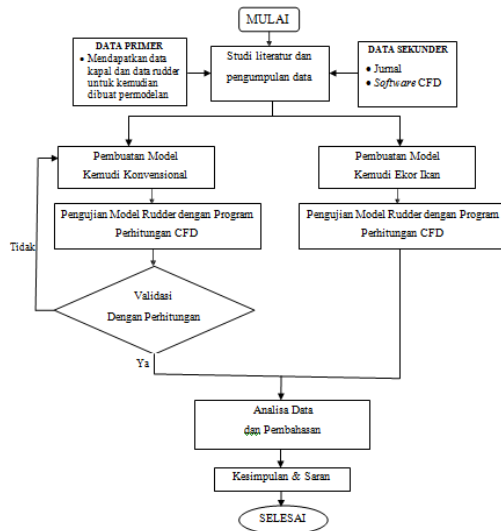 MULAI
DATA PRIMER
• Mendapatkan data
kapal dan data rudder
untuk kemudian
dibuat permodelan
Studi literatur dan
pengumpulan data
DATA SEKUNDER
• Jurnal
• Software CFD
Pembuatan Model
Kemudi Konvensional
Pembuatan Model
Kemudi Ekor Ikan
Pengujian Model Rudder dengan Program
Perhitungan CFD
Pengujian Model Rudder dengan Program
Perhitungan CFD
Tidak
Validasi
Dengan Perhitungan
Ya
Analisa Data
dan Pembahasan
Kesimpulan & Saran
SELESAI